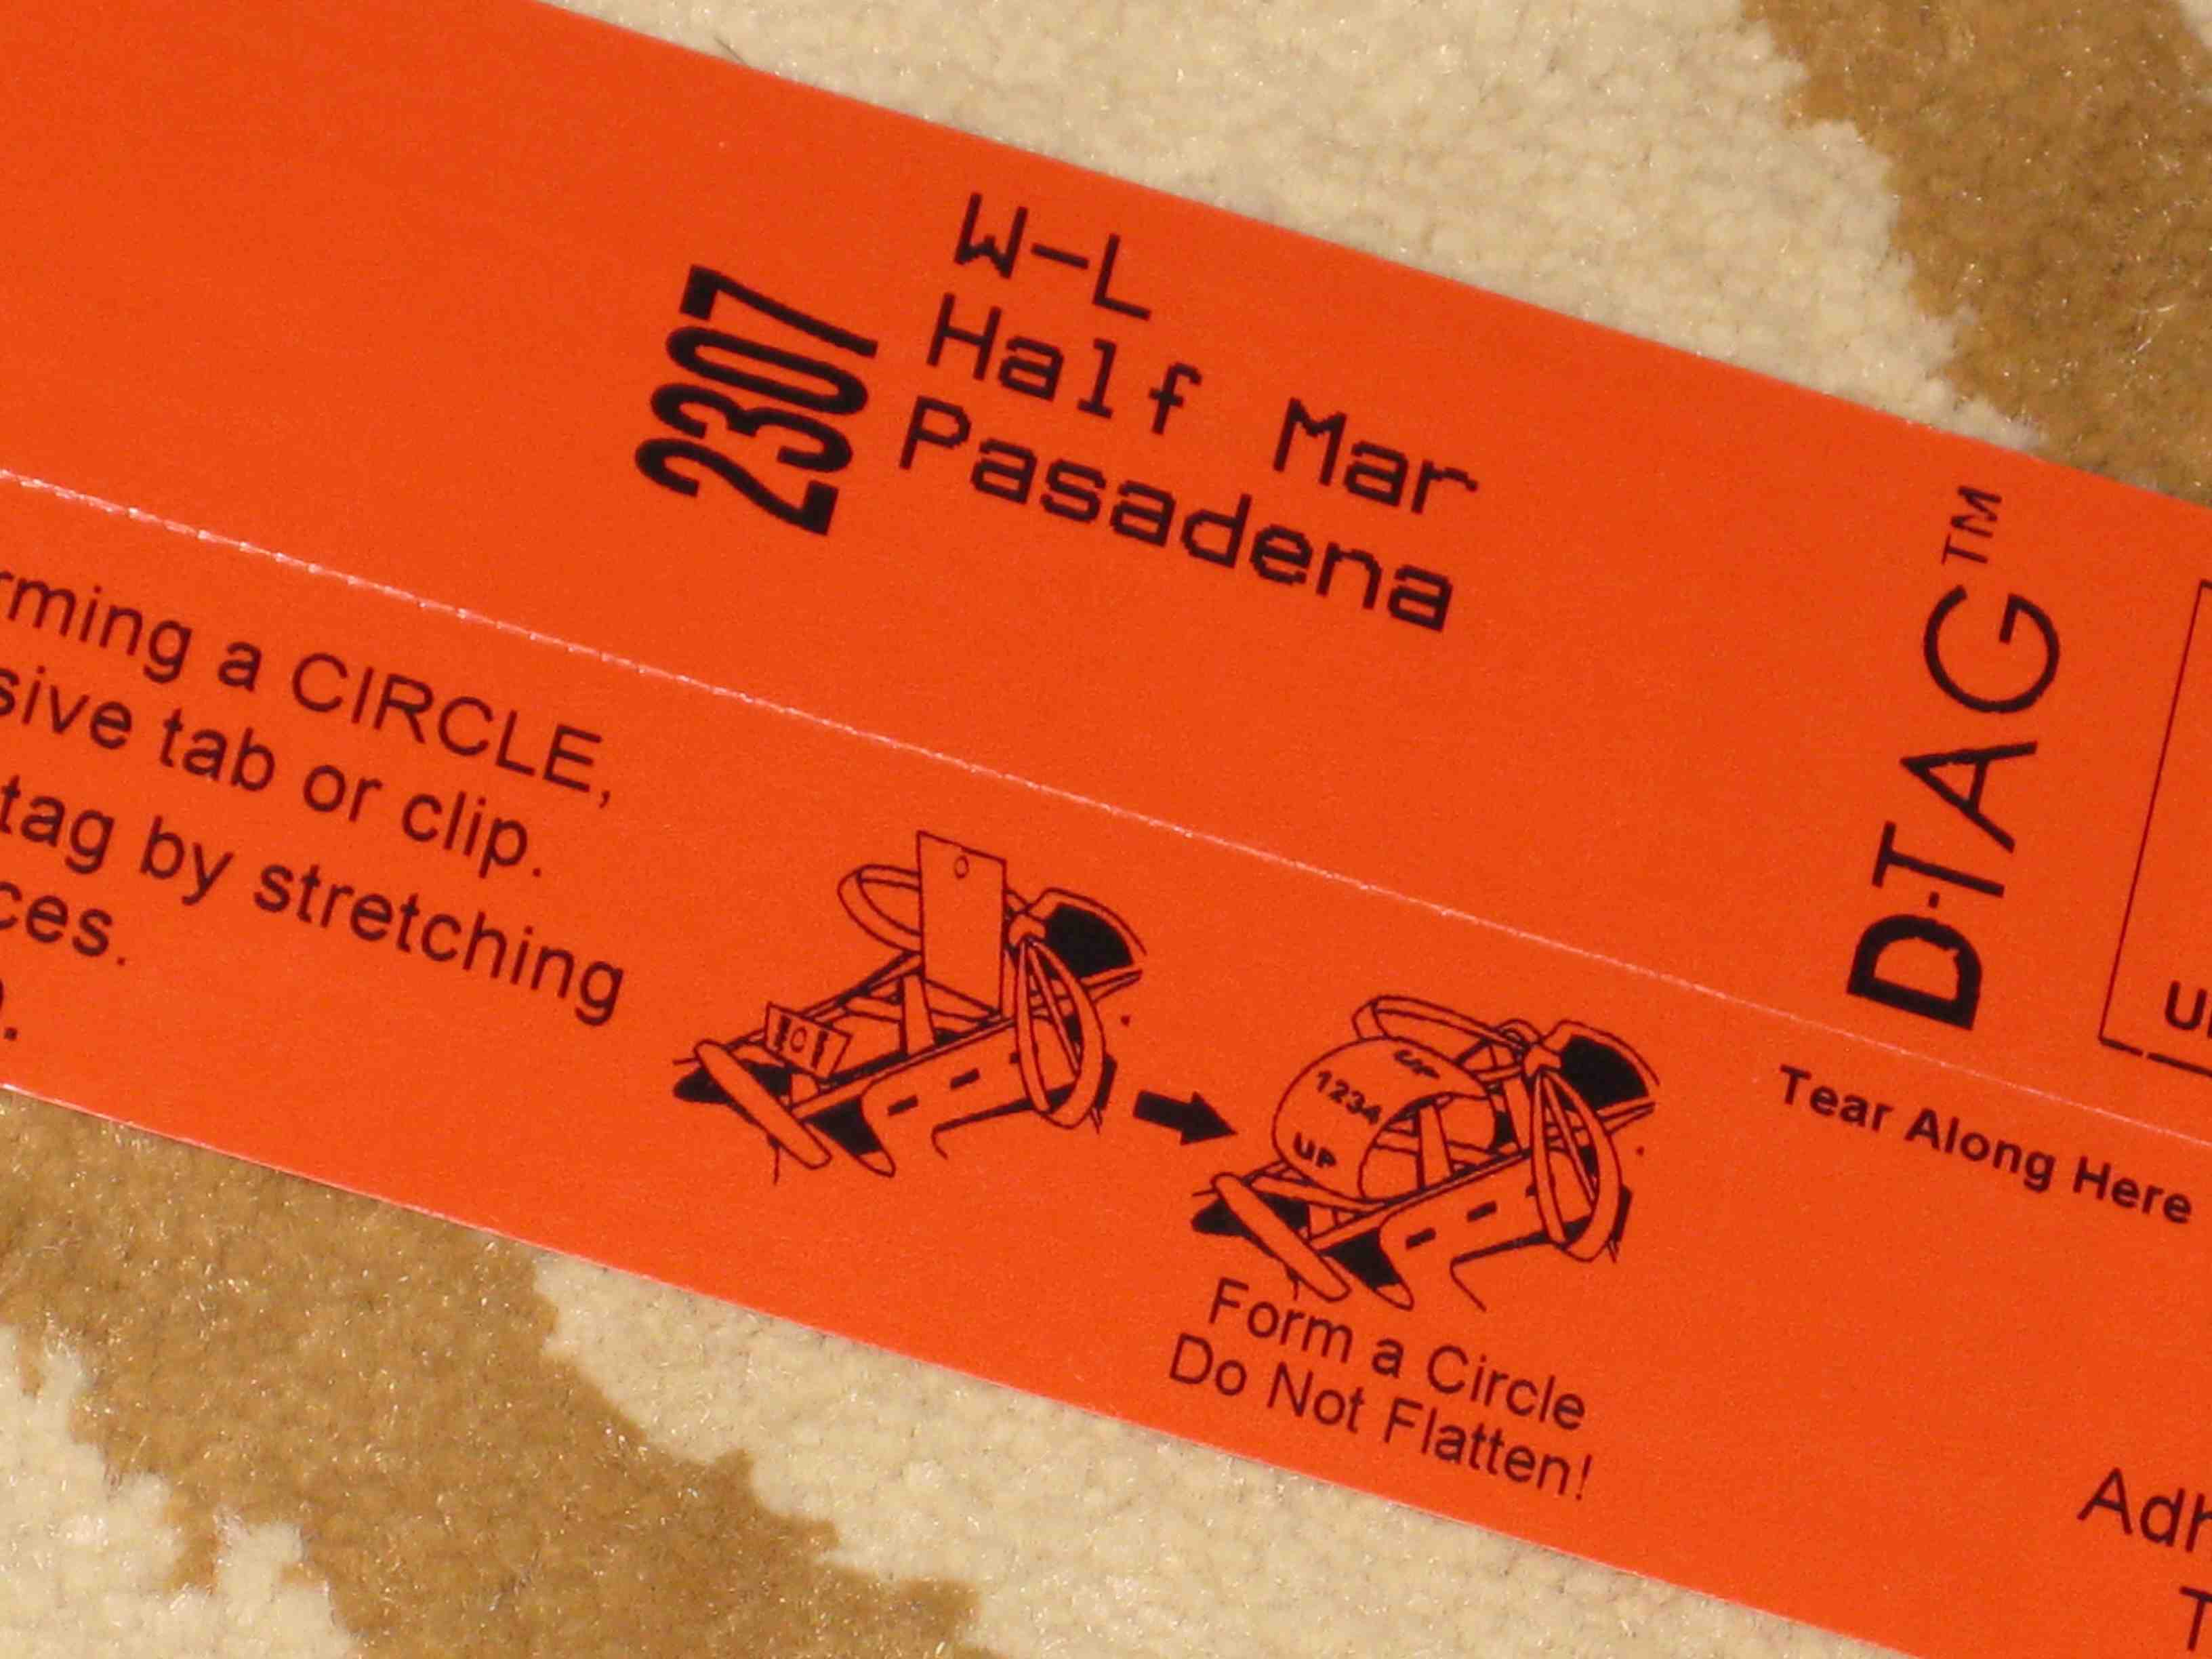 2307
W-L
Half Mar
Pasadena
D-TAG™
rming a CIRCLE,
sive tab or clip.
tag by stretching
ces.
UP
1234
UP
Tear Along Here
Form a Circle
Do Not Flatten!
Adh
T